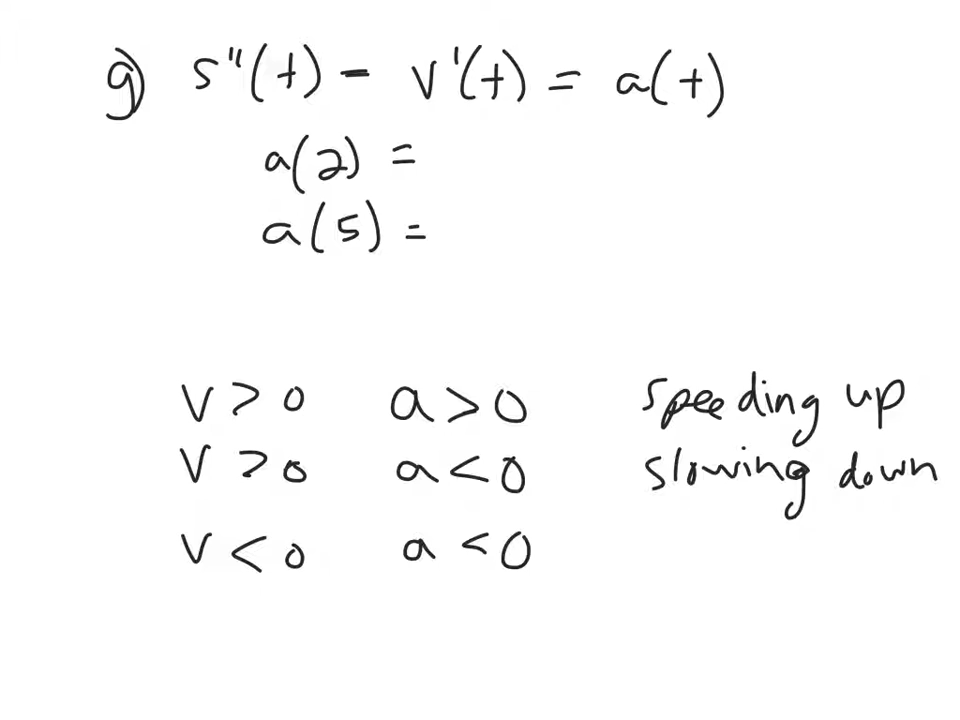 g) s"(t) - v'(t) = a(t)
a(2) =
a(5) =
v > 0 a > 0 speeding up
v > 0 a < 0 slowing down
v < 0 a < 0